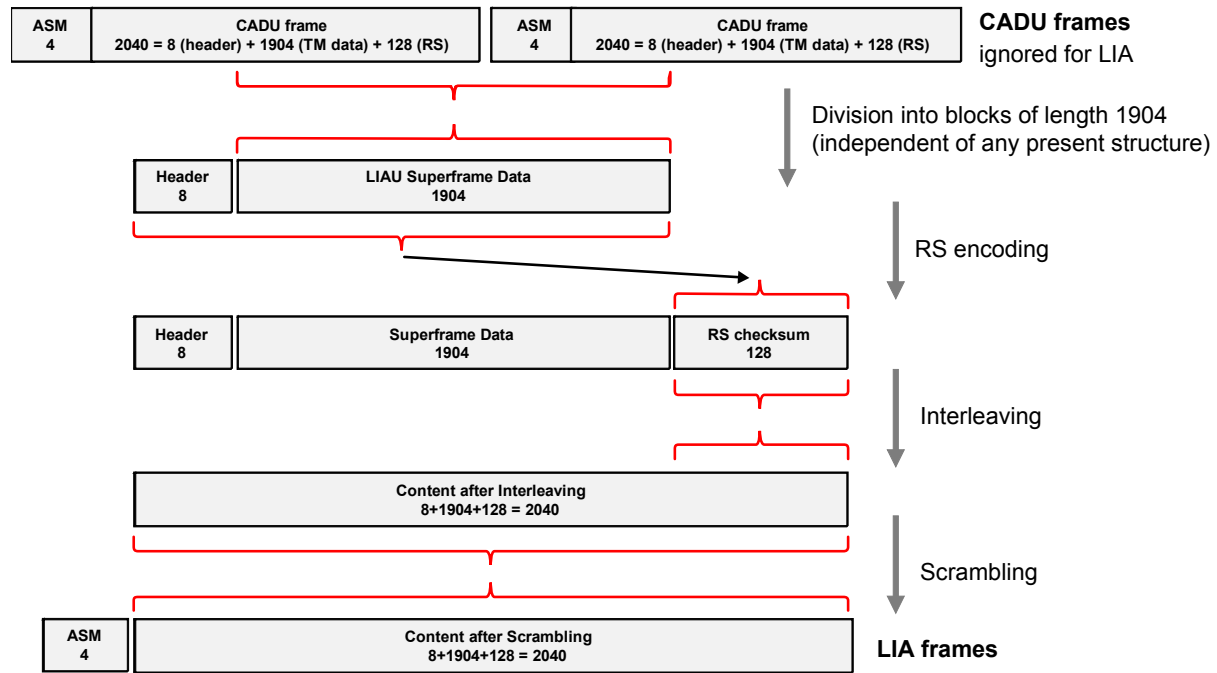 ASM
4
CADU frame
2040 = 8 (header) + 1904 (TM data) + 128 (RS)
ASM
4
CADU frame
2040 = 8 (header) + 1904 (TM data) + 128 (RS)
CADU frames
ignored for LIA
Division into blocks of length 1904
(independent of any present structure)
Header
8
LIAU Superframe Data
1904
RS encoding
Header
8
Superframe Data
1904
RS checksum
128
Interleaving
Content after Interleaving
8+1904+128 = 2040
Scrambling
ASM
4
Content after Scrambling
8+1904+128 = 2040
LIA frames